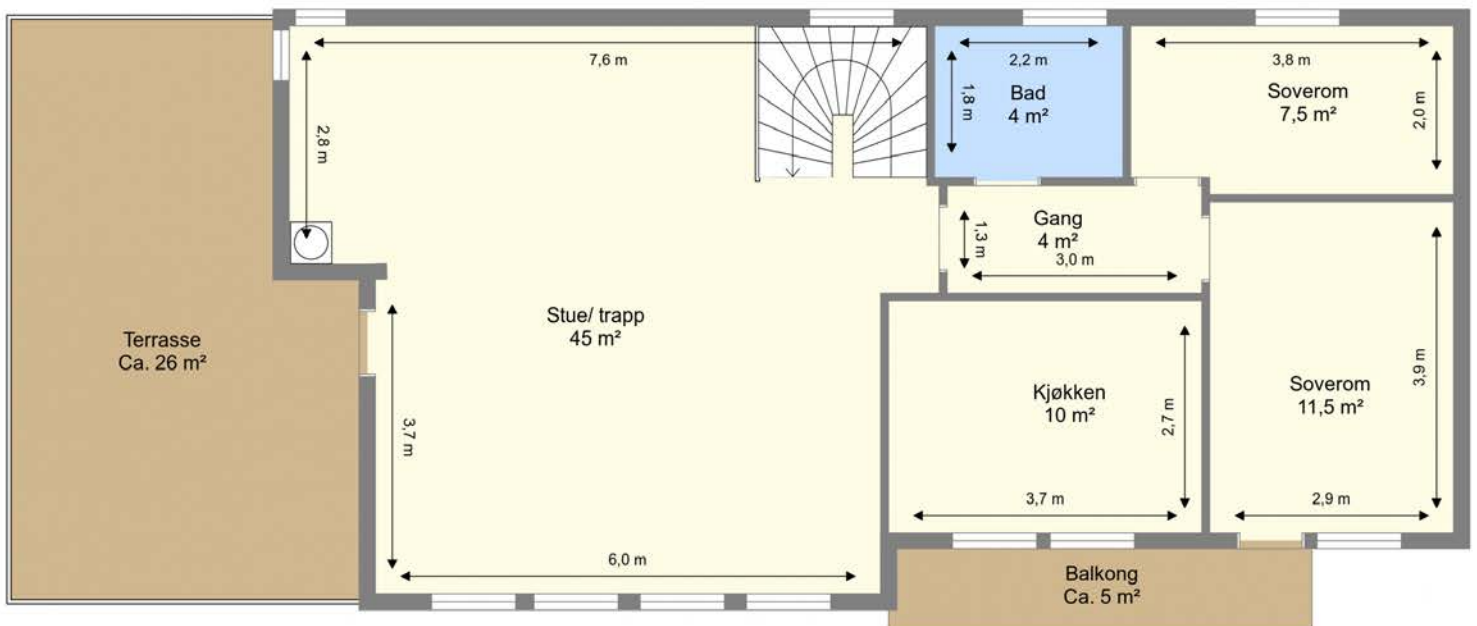 7,6 m
2,8 m
2,2 m
1,8 m
Bad
4 m²
3,8 m
Soverom
7,5 m²
2,0 m
Gang
4 m²
1,3 m
3,0 m
Stue/ trapp
45 m²
Terrasse
Ca. 26 m²
3,7 m
6,0 m
Kjøkken
10 m²
2,7 m
3,7 m
Soverom
11,5 m²
3,9 m
2,9 m
Balkong
Ca. 5 m²